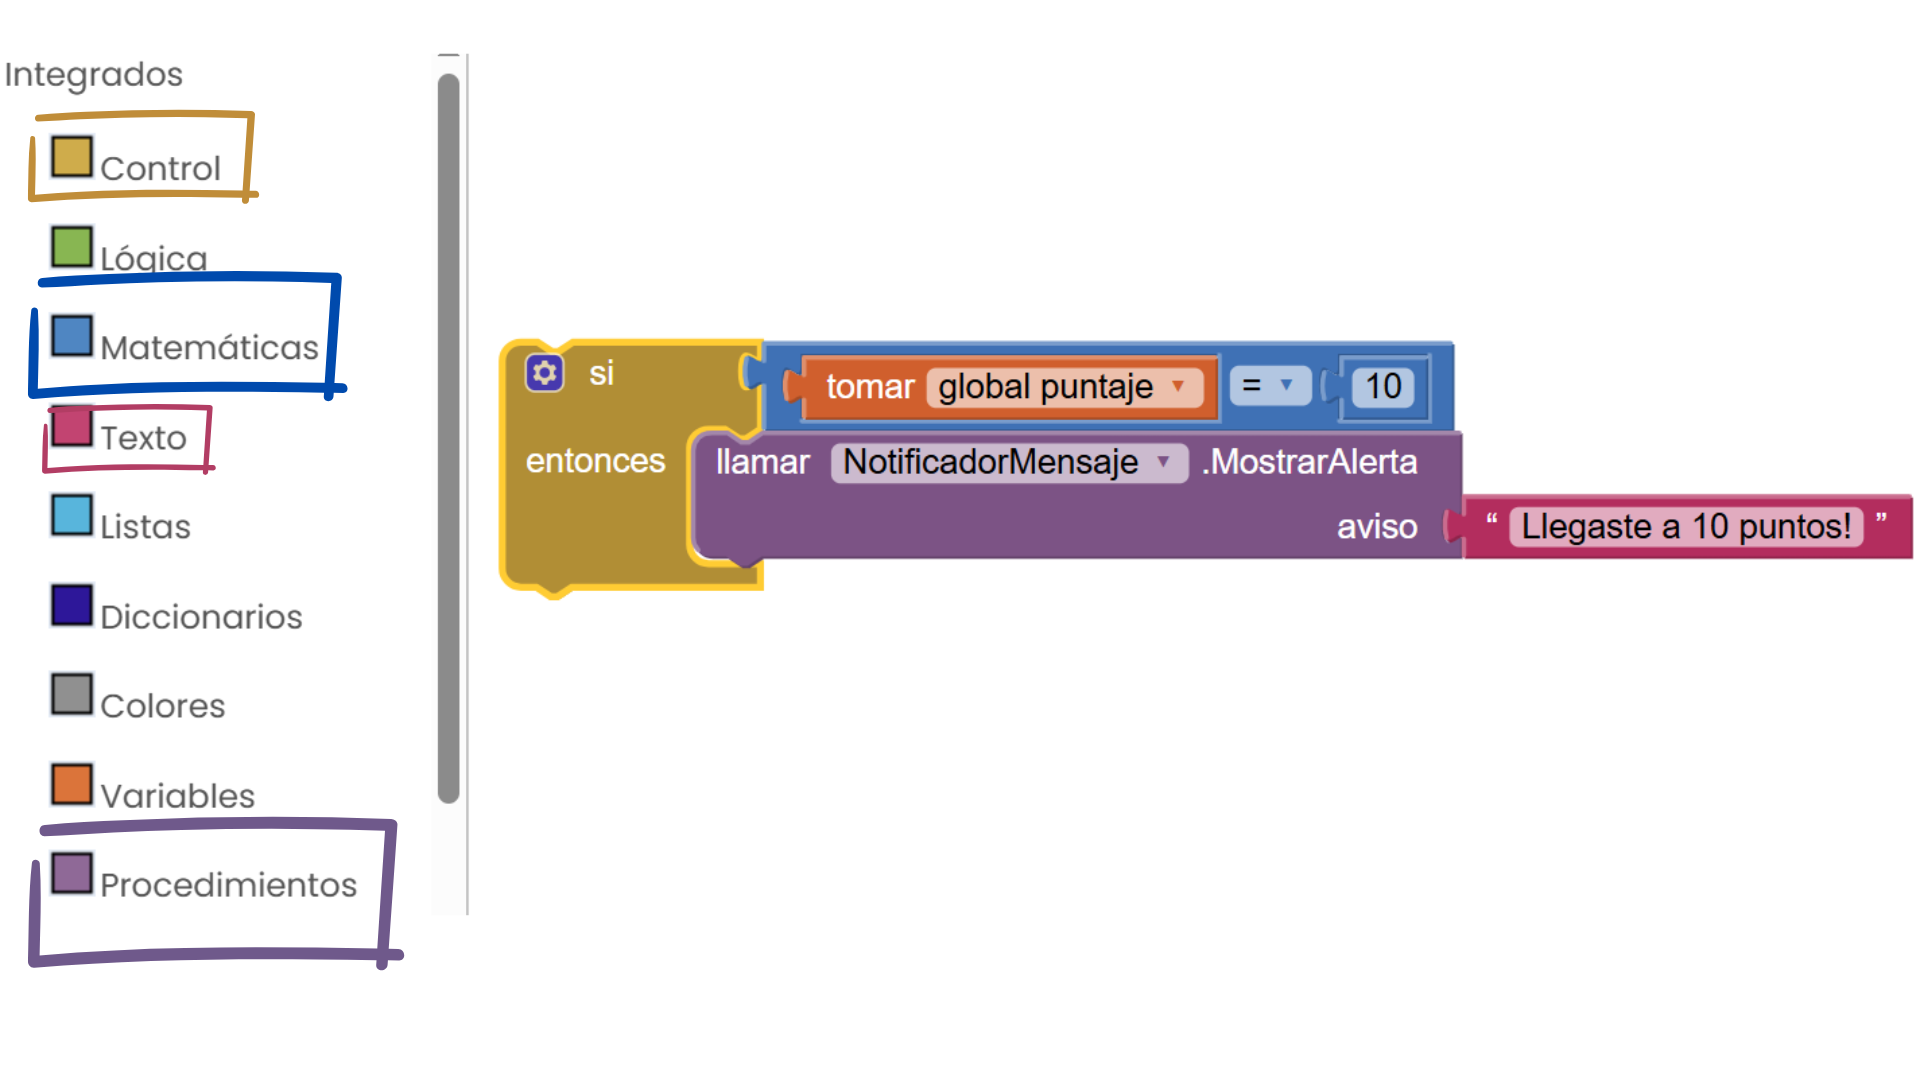 Integrados
Control
Lógica
Matemáticas
Texto
Listas
Diccionarios
Colores
Variables
Procedimientos
si tomar global puntaje = 10
entonces llamar NotificadorMensaje .MostrarAlerta
aviso “ Llegaste a 10 puntos! ”